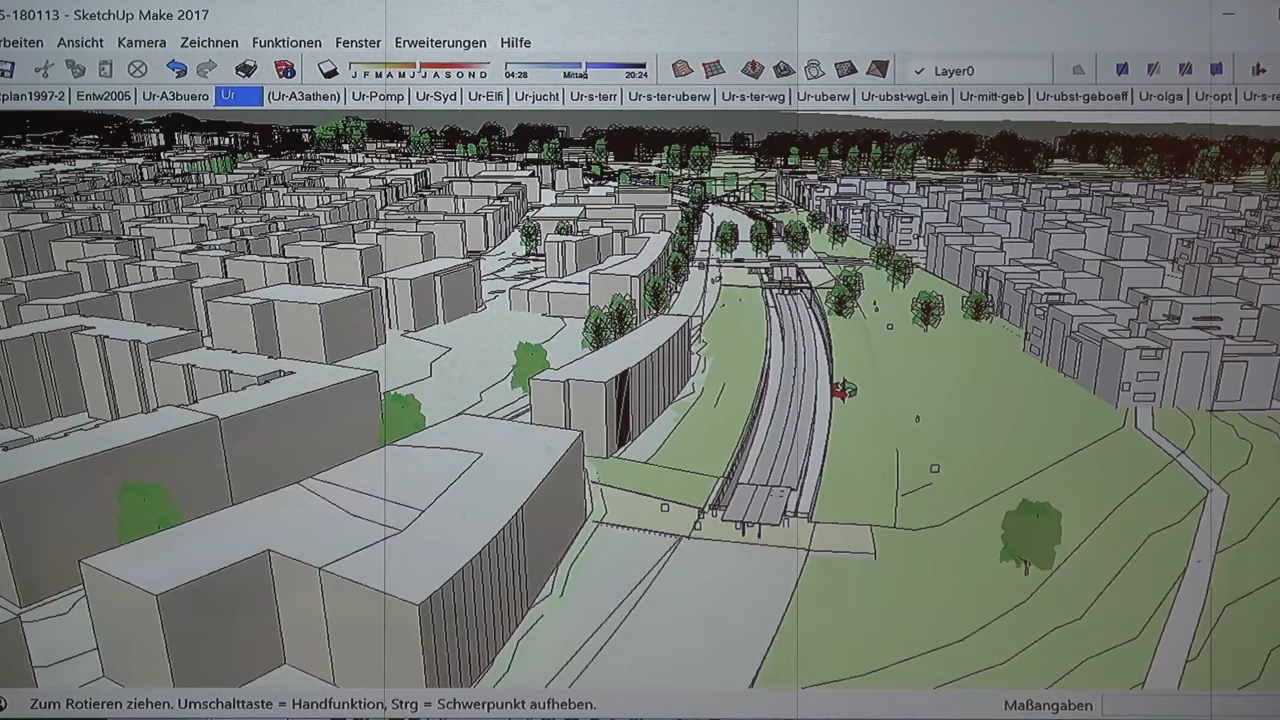 5-180113 - SketchUp Make 2017
rbeiten Ansicht Kamera Zeichnen Funktionen Fenster Erweiterungen Hilfe
J F M A M J J A S O N D 04:28 Mittag 20:24 Layer0
plan1997-2 Entw2005 Ur-A3buero Ur (Ur-A3athen) Ur-Pomp Ur-Syd Ur-Elfi Ur-jucht Ur-s-terr Ur-s-ter-uberw Ur-s-ter-wg Ur-uberw Ur-ubst-wgLein Ur-mitt-geb Ur-ubst-geboeff Ur-olga Ur-opt Ur-s-re
Zum Rotieren ziehen. Umschalttaste = Handfunktion, Strg = Schwerpunkt aufheben. Maßangaben